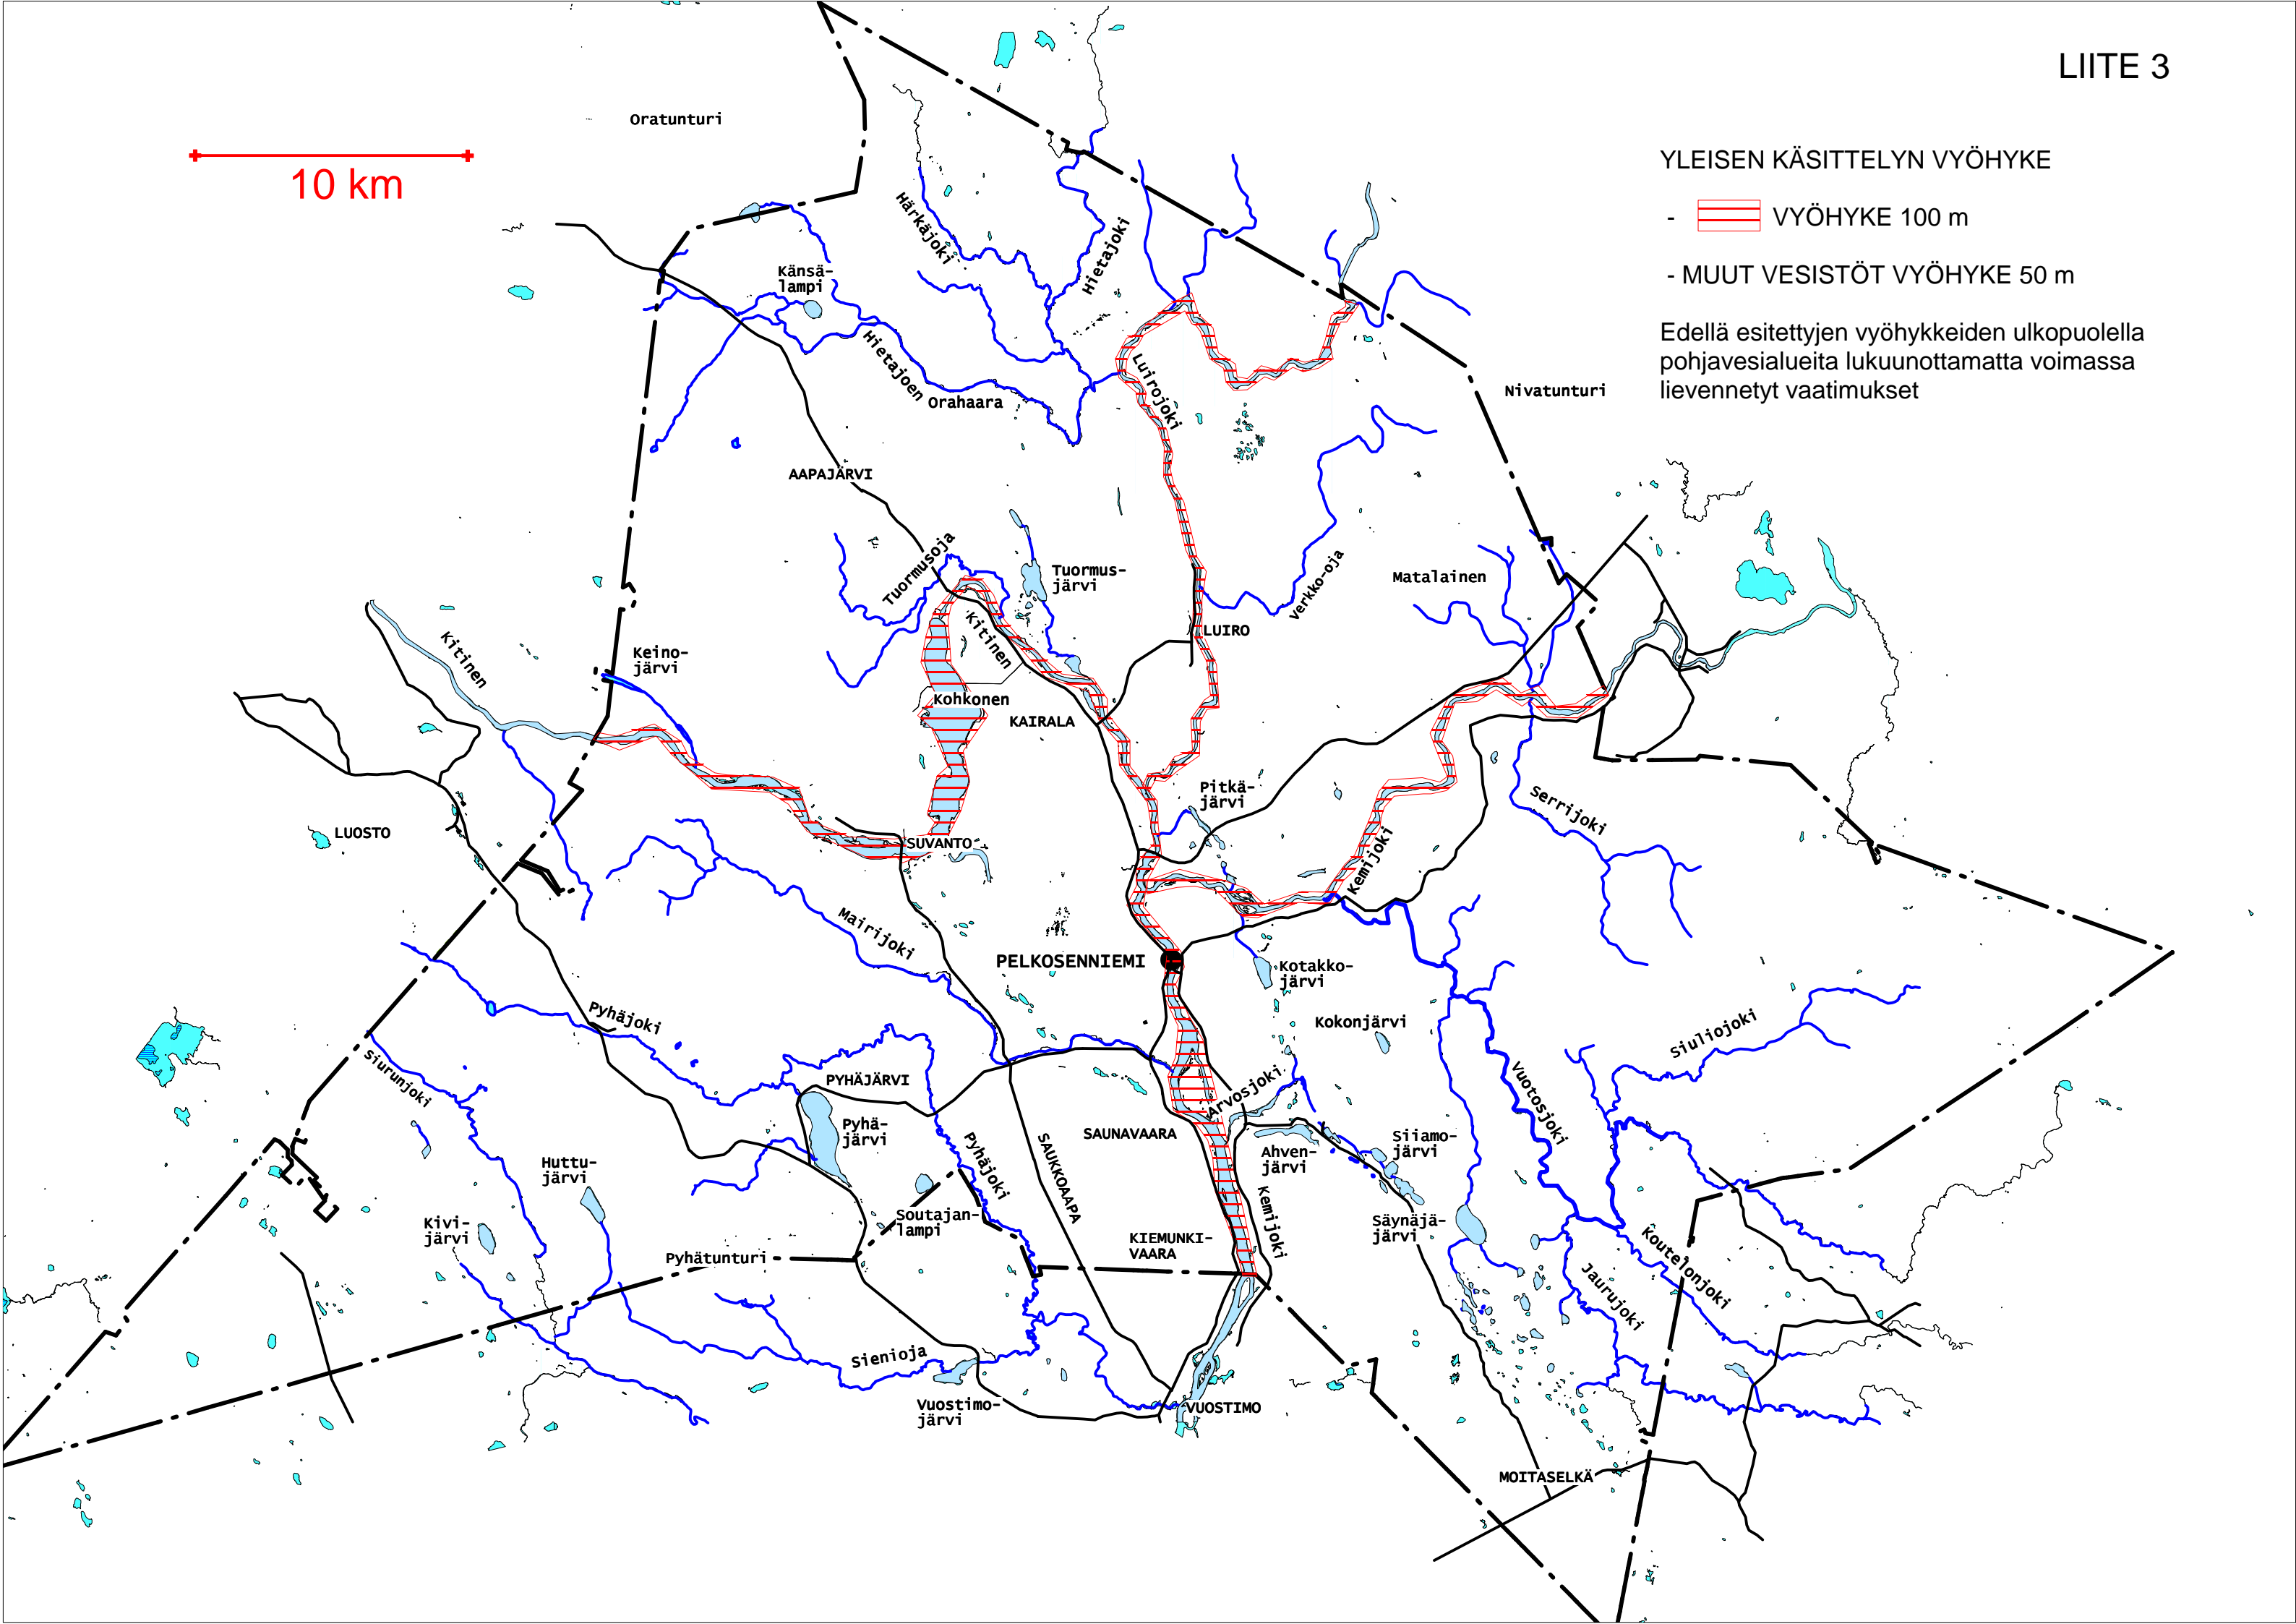 LIITE 3
10 km
YLEISEN KÄSITTELYN VYÖHYKE
- VYÖHYKE 100 m
- MUUT VESISTÖT VYÖHYKE 50 m
Edellä esitettyjen vyöhykkeiden ulkopuolella
pohjavesialueita lukuunottamatta voimassa
lievennetyt vaatimukset
Oratunturi
Härkäjoki
Hietajoki
Känsä-
lampi
Hietajoen
Orahaara
Luirojoki
Nivatunturi
AAPAJÄRVI
Tuormusoja
Tuormus-
järvi
Verkko-oja
Matalainen
Kitinen
Keino-
järvi
Kitinen
LUIRO
Kohkonen
KAIRALA
Pitkä-
järvi
Serrijoki
LUOSTO
SUVANTO
Kemijoki
Mairijoki
PELKOSENNIEMI
Kotakko-
järvi
Pyhäjoki
Kokonjärvi
Siuliojoki
Siurunjoki
PYHÄJÄRVI
Arvosjoki
Vuotosjoki
Pyhä-
järvi
SAUNAVAARA
Siiamo-
järvi
Ahven-
järvi
Huttu-
järvi
Pyhäjoki
SAUKKOAAPA
Kemijoki
Kivi-
järvi
Soutajan-
lampi
Säynäjä-
järvi
KIEMUNKI-
VAARA
Koutelonjoki
Pyhätunturi
Jaurujoki
Sienioja
Vuostimo-
järvi
VUOSTIMO
MOITASELKÄ